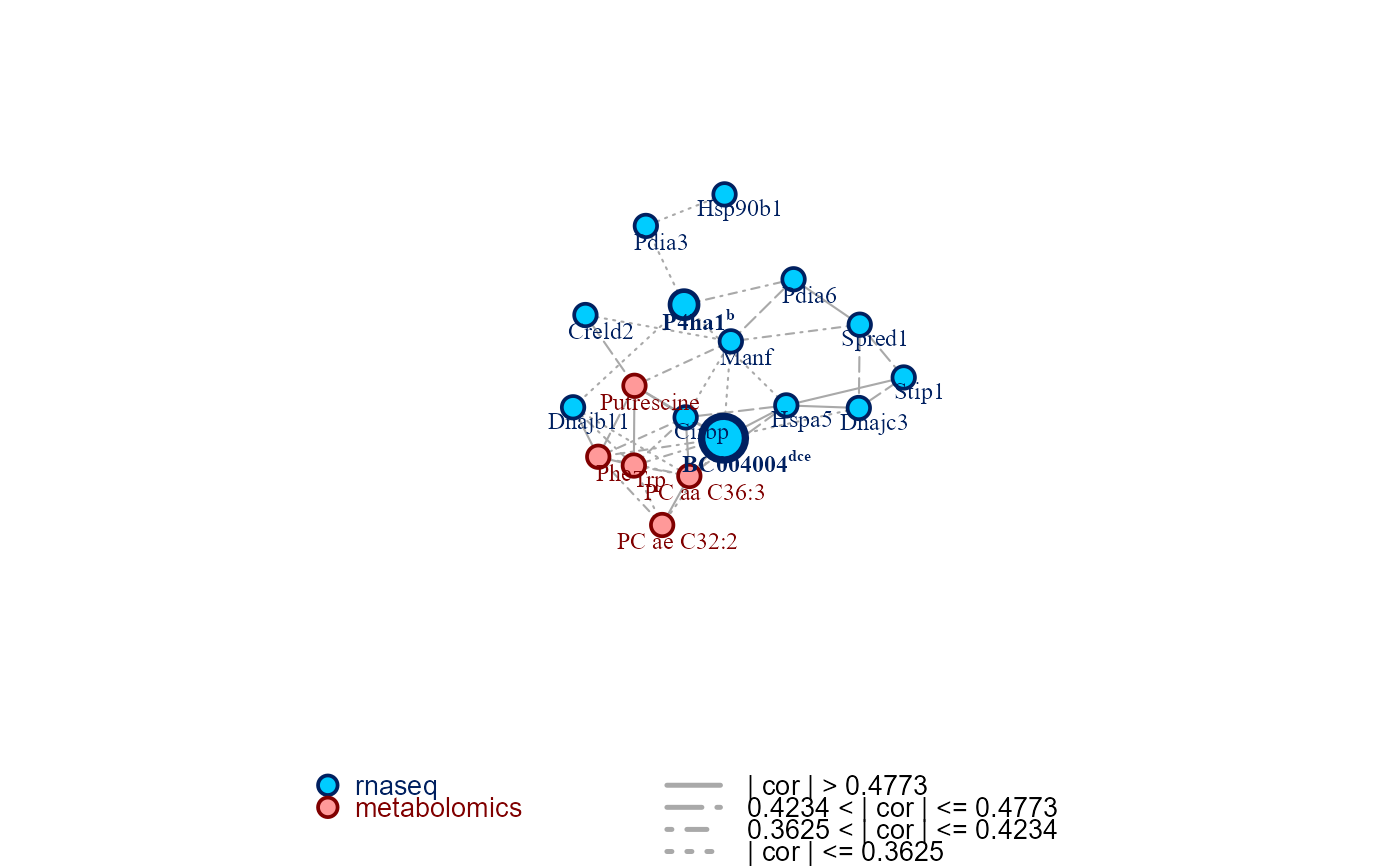 Hsp90b1
Pdia3
Pdia6
P4ha1b
Creld2
Spred1
Manf
Stip1
Putrescine
Dnajb11
Hspa5
Dnajc3
Cirbp
BC004004dce
Phe
Trp
PC aa C36:3
PC ae C32:2
rnaseq
metabolomics
| cor | > 0.4773
0.4234 < | cor | <= 0.4773
0.3625 < | cor | <= 0.4234
| cor | <= 0.3625